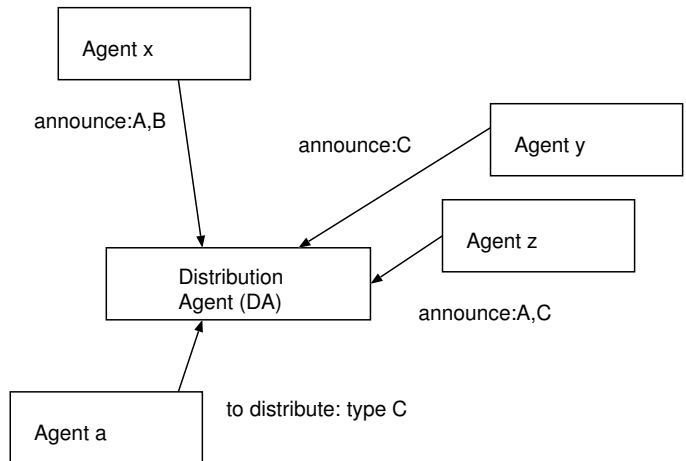 Agent x
announce:A,B
announce:C
Agent y
Agent z
Distribution
Agent (DA)
announce:A,C
to distribute: type C
Agent a